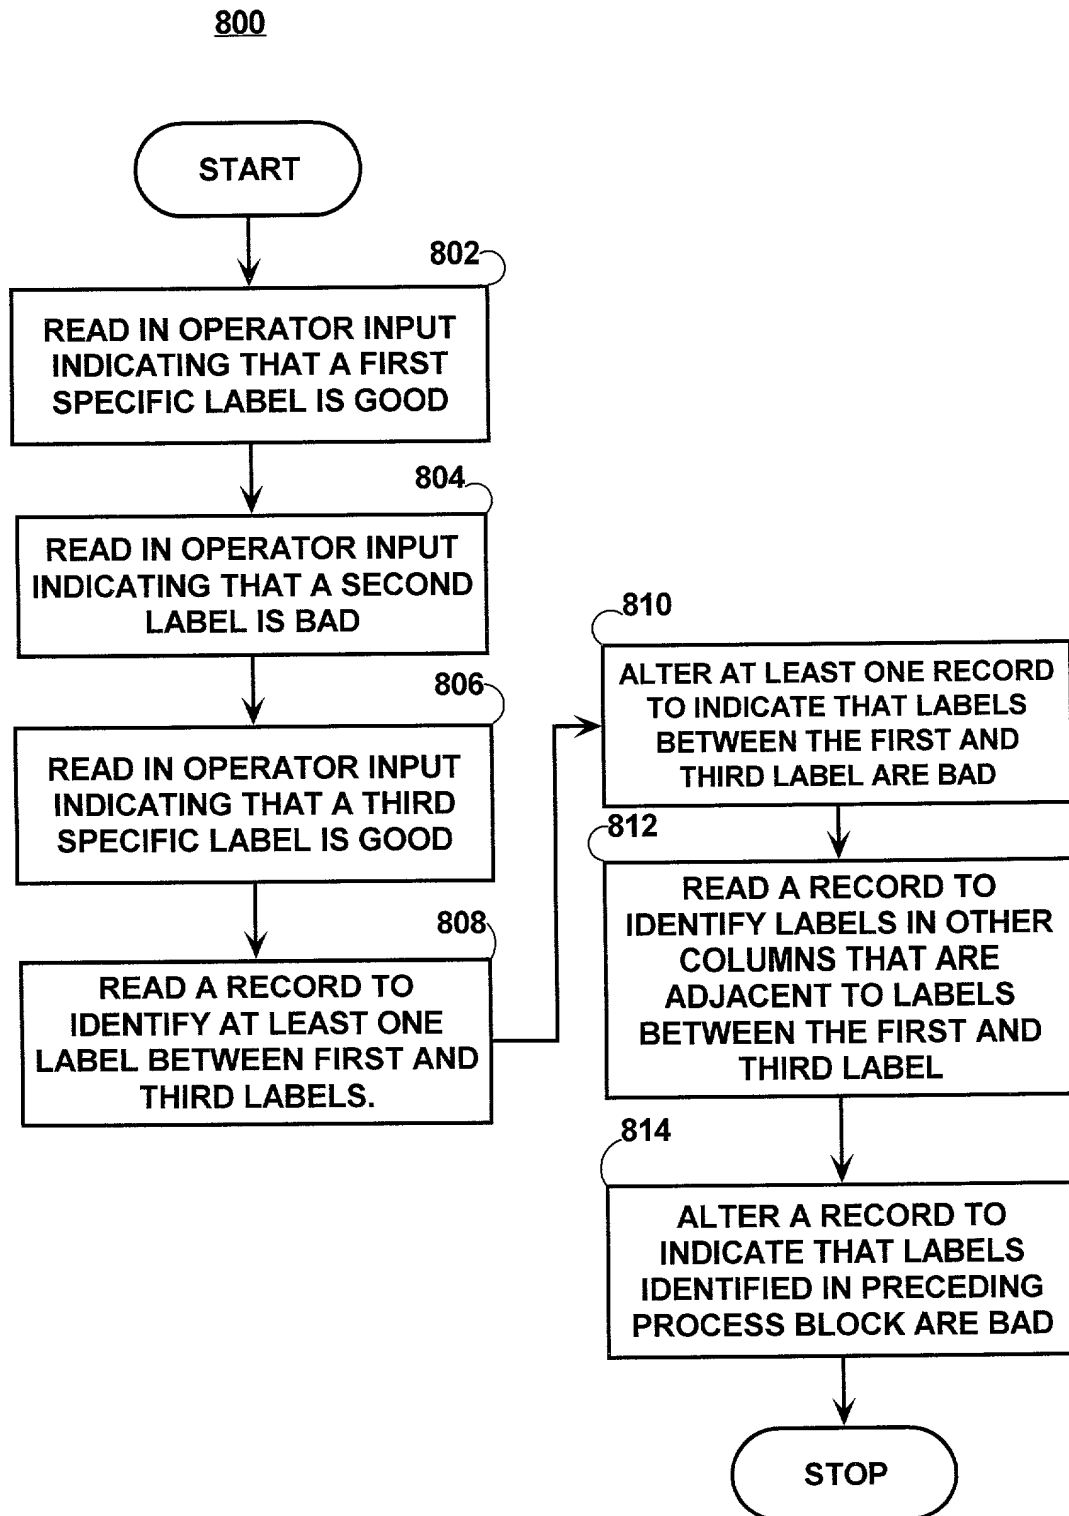 800
START
802
READ IN OPERATOR INPUT
INDICATING THAT A FIRST
SPECIFIC LABEL IS GOOD
804
READ IN OPERATOR INPUT
INDICATING THAT A SECOND
LABEL IS BAD
806
READ IN OPERATOR INPUT
INDICATING THAT A THIRD
SPECIFIC LABEL IS GOOD
808
READ A RECORD TO
IDENTIFY AT LEAST ONE
LABEL BETWEEN FIRST AND
THIRD LABELS.
810
ALTER AT LEAST ONE RECORD
TO INDICATE THAT LABELS
BETWEEN THE FIRST AND
THIRD LABEL ARE BAD
812
READ A RECORD TO
IDENTIFY LABELS IN OTHER
COLUMNS THAT ARE
ADJACENT TO LABELS
BETWEEN THE FIRST AND
THIRD LABEL
814
ALTER A RECORD TO
INDICATE THAT LABELS
IDENTIFIED IN PRECEDING
PROCESS BLOCK ARE BAD
STOP